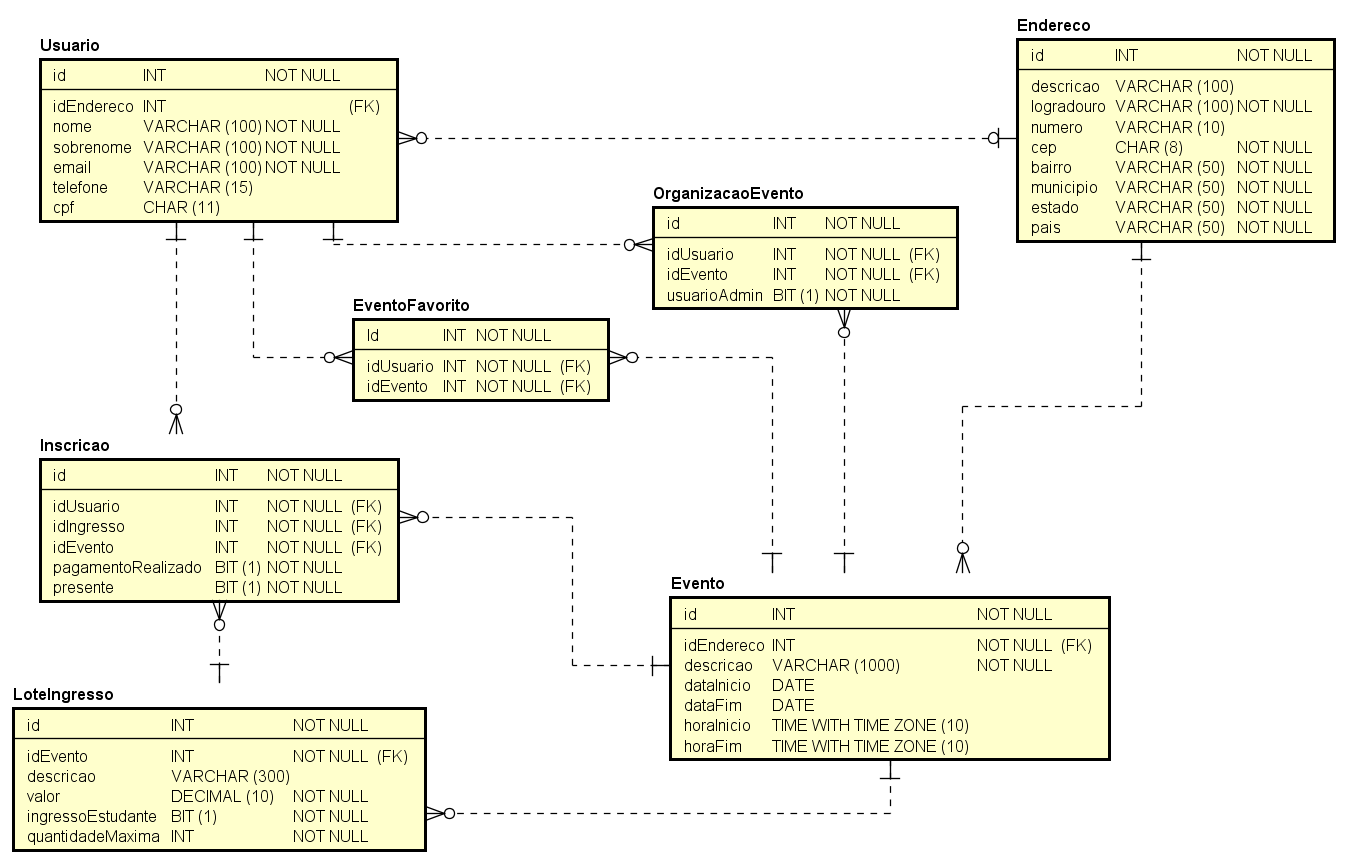 Usuario
id INT NOT NULL
idEndereco INT (FK)
nome VARCHAR (100) NOT NULL
sobrenome VARCHAR (100) NOT NULL
email VARCHAR (100) NOT NULL
telefone VARCHAR (15)
cpf CHAR (11)
Endereco
id INT NOT NULL
descricao VARCHAR (100)
logradouro VARCHAR (100) NOT NULL
numero VARCHAR (10)
cep CHAR (8) NOT NULL
bairro VARCHAR (50) NOT NULL
municipio VARCHAR (50) NOT NULL
estado VARCHAR (50) NOT NULL
pais VARCHAR (50) NOT NULL
OrganizacaoEvento
id INT NOT NULL
idUsuario INT NOT NULL (FK)
idEvento INT NOT NULL (FK)
usuarioAdmin BIT (1) NOT NULL
EventoFavorito
Id INT NOT NULL
idUsuario INT NOT NULL (FK)
idEvento INT NOT NULL (FK)
Inscricao
id INT NOT NULL
idUsuario INT NOT NULL (FK)
idIngresso INT NOT NULL (FK)
idEvento INT NOT NULL (FK)
pagamentoRealizado BIT (1) NOT NULL
presente BIT (1) NOT NULL
Evento
id INT NOT NULL
idEndereco INT NOT NULL (FK)
descricao VARCHAR (1000) NOT NULL
dataInicio DATE
dataFim DATE
horaInicio TIME WITH TIME ZONE (10)
horaFim TIME WITH TIME ZONE (10)
LoteIngresso
id INT NOT NULL
idEvento INT NOT NULL (FK)
descricao VARCHAR (300)
valor DECIMAL (10) NOT NULL
ingressoEstudante BIT (1) NOT NULL
quantidadeMaxima INT NOT NULL